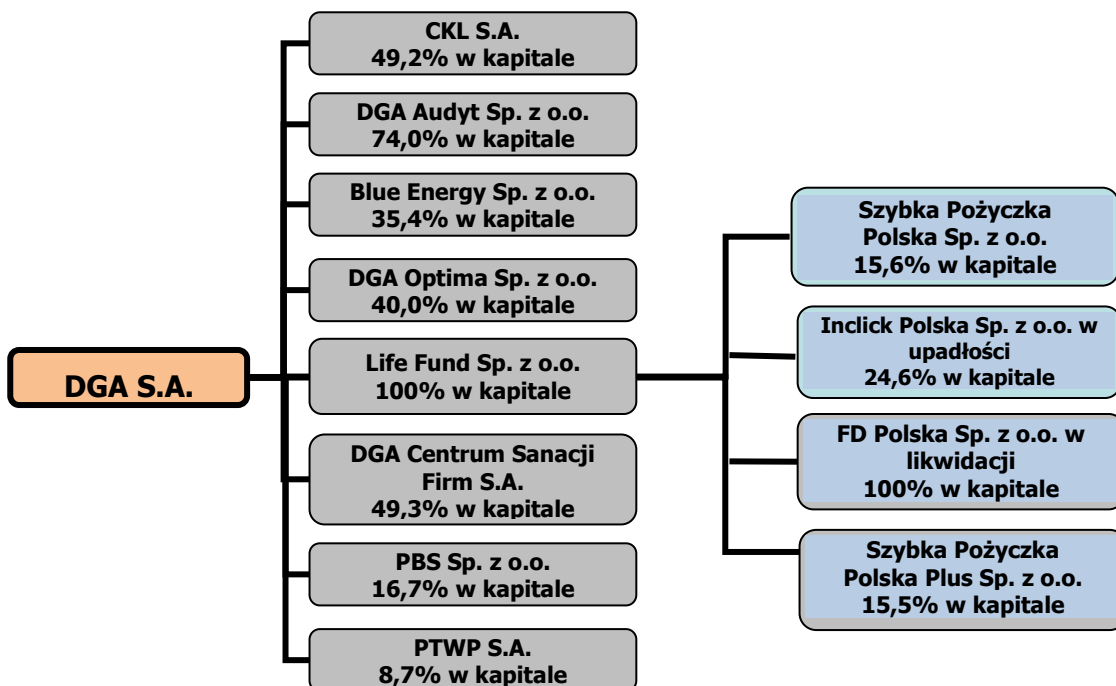 DGA S.A.
CKL S.A.
49,2% w kapitale
DGA Audyt Sp. z o.o.
74,0% w kapitale
Blue Energy Sp. z o.o.
35,4% w kapitale
DGA Optima Sp. z o.o.
40,0% w kapitale
Life Fund Sp. z o.o.
100% w kapitale
DGA Centrum Sanacji
Firm S.A.
49,3% w kapitale
PBS Sp. z o.o.
16,7% w kapitale
PTWP S.A.
8,7% w kapitale
Szybka Pożyczka
Polska Sp. z o.o.
15,6% w kapitale
Inclick Polska Sp. z o.o. w
upadłości
24,6% w kapitale
FD Polska Sp. z o.o. w
likwidacji
100% w kapitale
Szybka Pożyczka
Polska Plus Sp. z o.o.
15,5% w kapitale